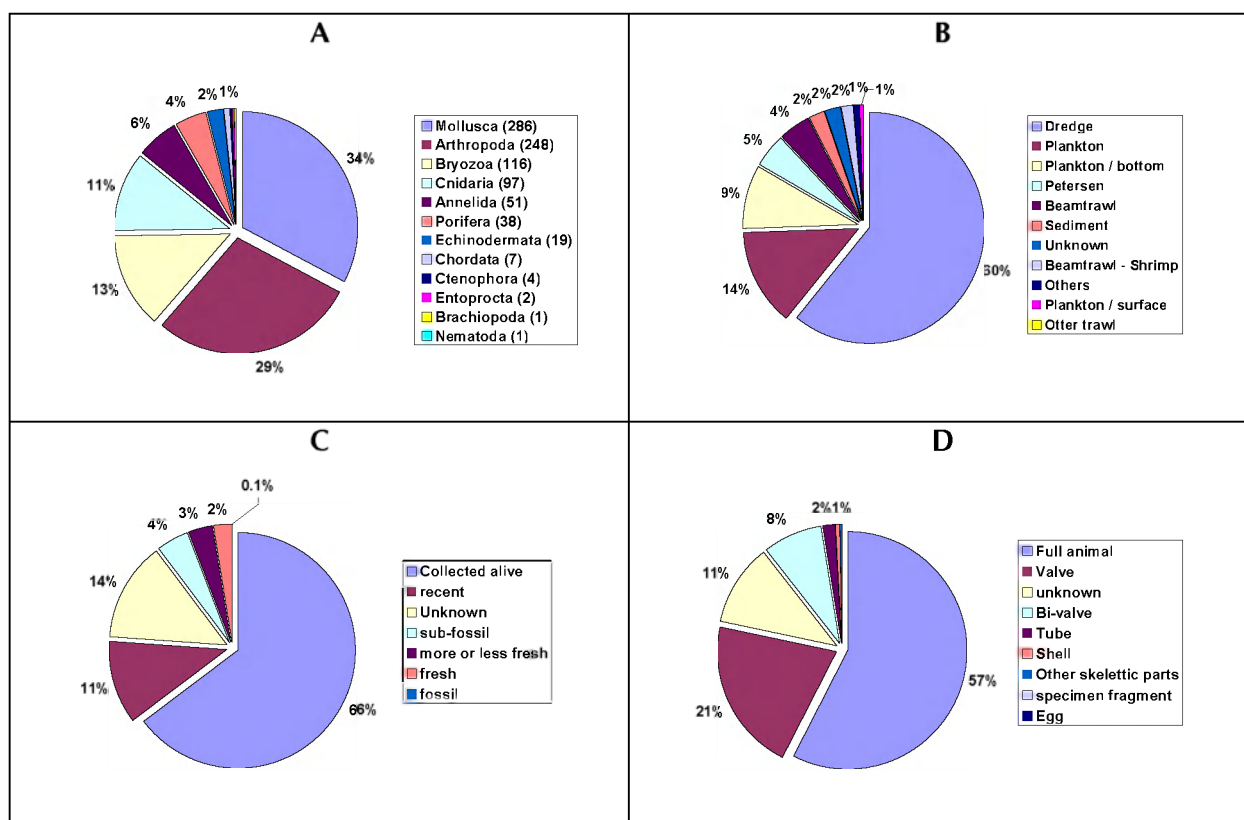 A
34%
29%
13%
11%
6%
4%
2%
1%
Mollusca (286)
Arthropoda (248)
Bryozoa (116)
Cnidaria (97)
Annelida (51)
Porifera (38)
Echinodermata (19)
Chordata (7)
Ctenophora (4)
Entoprocta (2)
Brachiopoda (1)
Nematoda (1)
B
60%
14%
9%
5%
4%
2%
2%
2%
1%
1%
Dredge
Plankton
Plankton / bottom
Petersen
Beamtrawl
Sediment
Unknown
Beamtrawl - Shrimp
Others
Plankton / surface
Otter trawl
C
66%
11%
14%
4%
3%
2%
0.1%
Collected alive
recent
Unknown
sub-fossil
more or less fresh
fresh
fossil
D
57%
21%
11%
8%
2%
1%
Full animal
Valve
unknown
Bi-valve
Tube
Shell
Other skelettic parts
specimen fragment
Egg